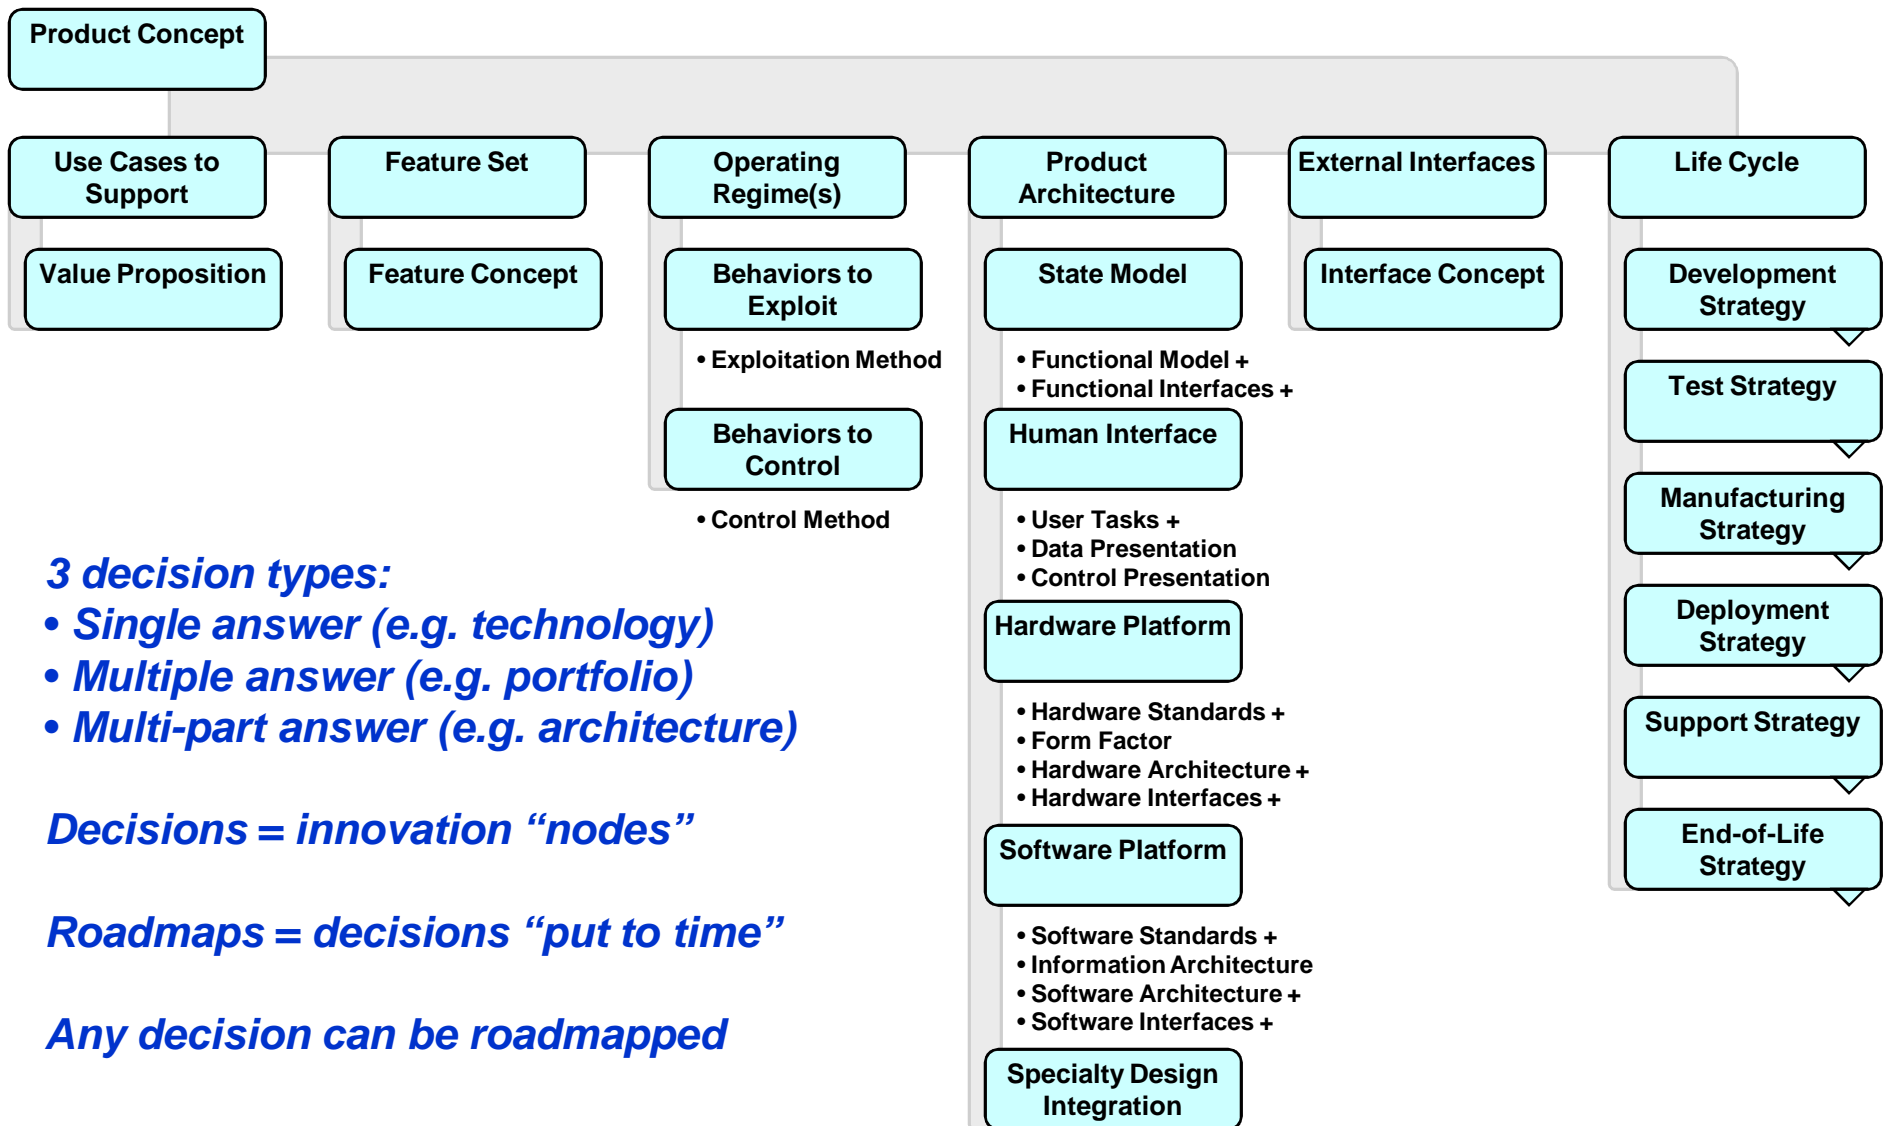 Product Concept
Use Cases to
Support
Value Proposition
Feature Set
Feature Concept
Operating
Regime(s)
Behaviors to
Exploit
• Exploitation Method
Behaviors to
Control
• Control Method
Product
Architecture
State Model
• Functional Model +
• Functional Interfaces +
Human Interface
• User Tasks +
• Data Presentation
• Control Presentation
Hardware Platform
• Hardware Standards +
• Form Factor
• Hardware Architecture +
• Hardware Interfaces +
Software Platform
• Software Standards +
• Information Architecture
• Software Architecture +
• Software Interfaces +
Specialty Design
Integration
External Interfaces
Interface Concept
Life Cycle
Development
Strategy
Test Strategy
Manufacturing
Strategy
Deployment
Strategy
Support Strategy
End-of-Life
Strategy
3 decision types:
• Single answer (e.g. technology)
• Multiple answer (e.g. portfolio)
• Multi-part answer (e.g. architecture)
Decisions = innovation “nodes”
Roadmaps = decisions “put to time”
Any decision can be roadmapped